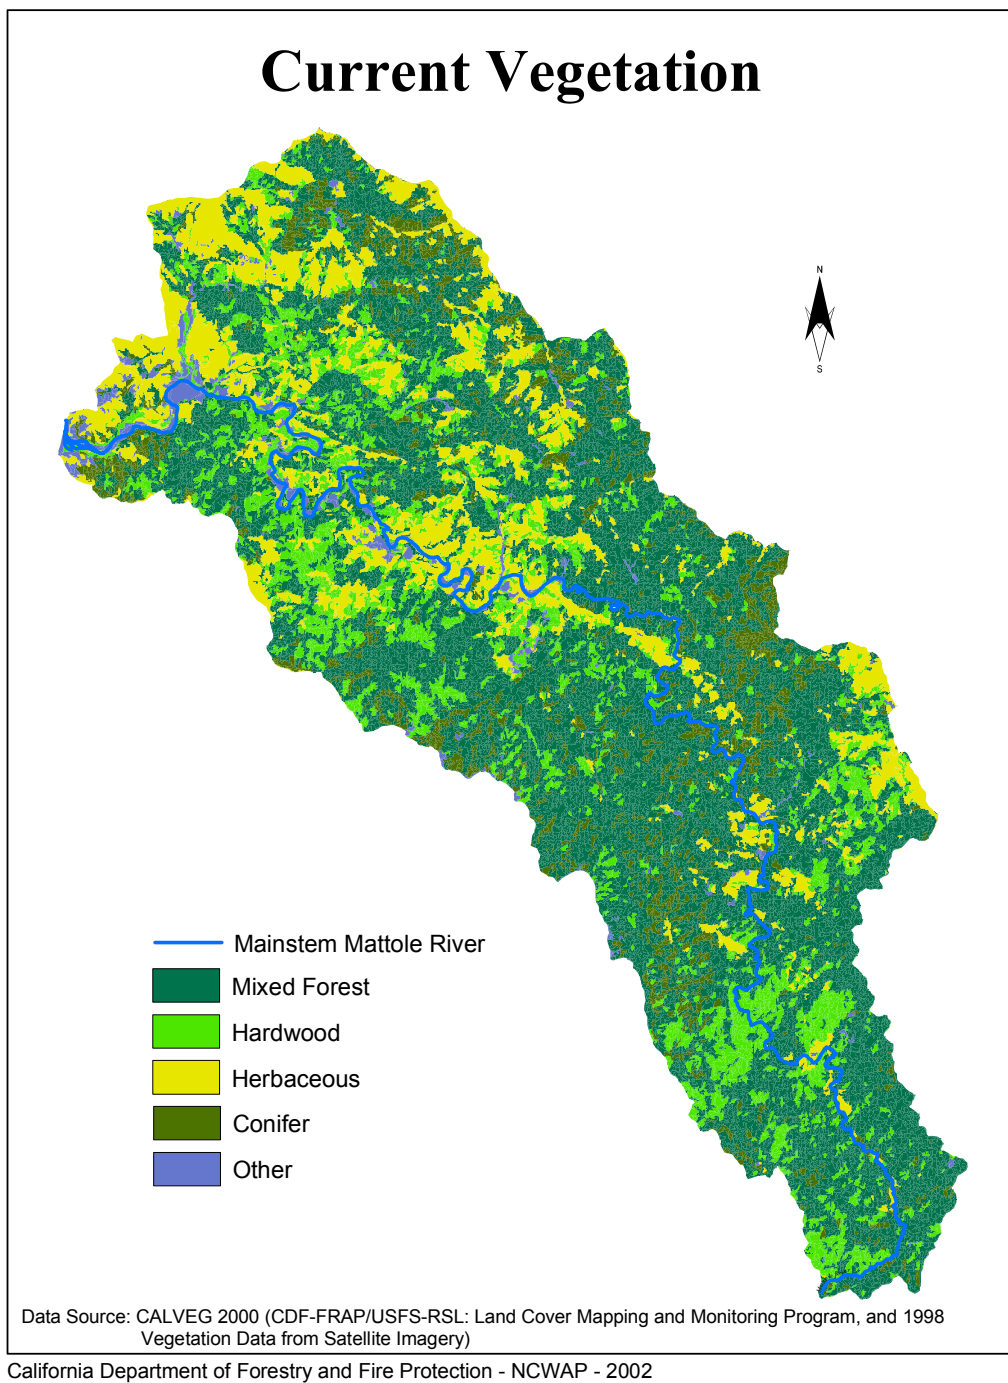 Current Vegetation
N
S
Mainstem Mattole River
Mixed Forest
Hardwood
Herbaceous
Conifer
Other
Data Source: CALVEG 2000 (CDF-FRAP/USFS-RSL: Land Cover Mapping and Monitoring Program, and 1998
Vegetation Data from Satellite Imagery)
California Department of Forestry and Fire Protection - NCWAP - 2002